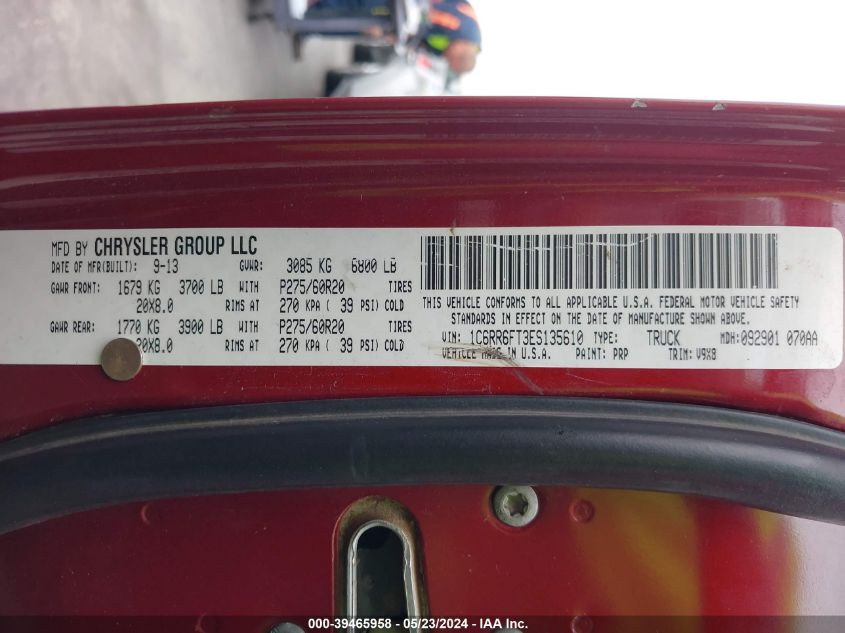 MFD BY CHRYSLER GROUP LLC
DATE OF MFR(BUILT): 9-13 GVWR: 3085 KG 6800 LB
GAWR FRONT: 1679 KG 3700 LB WITH P275/60R20 TIRES
20X8.0 RIMS AT 270 KPA ( 39 PSI) COLD
GAWR REAR: 1770 KG 3900 LB WITH P275/60R20 TIRES
20X8.0 RIMS AT 270 KPA ( 39 PSI) COLD
THIS VEHICLE CONFORMS TO ALL APPLICABLE U.S.A. FEDERAL MOTOR VEHICLE SAFETY
STANDARDS IN EFFECT ON THE DATE OF MANUFACTURE SHOWN ABOVE.
VIN: 1C6RR6FT3ES135610 TYPE: TRUCK MDH: 092901 070AA
VEHICLE MADE IN U.S.A. PAINT: PRP TRIM: V9X8
000-39465958 - 05/23/2024 - IAA Inc.